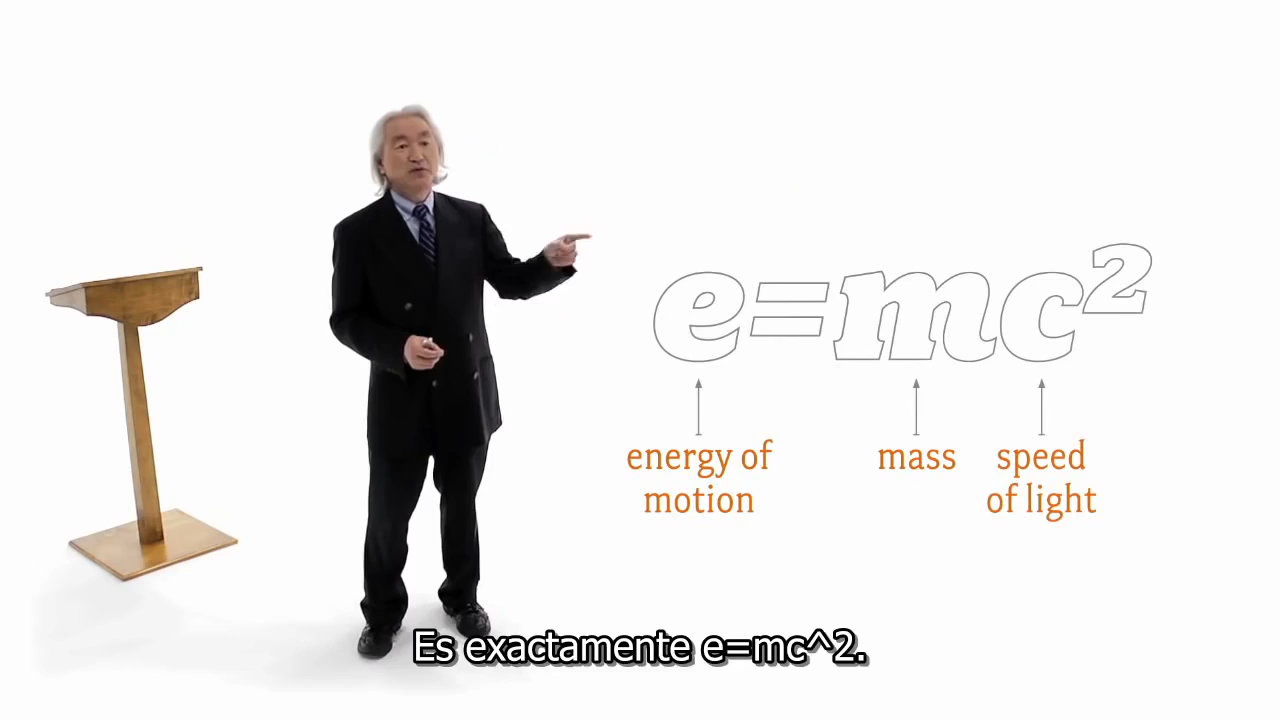 e=mc²
energy of
motion
mass
speed
of light
Es exactamente e=mc^2.